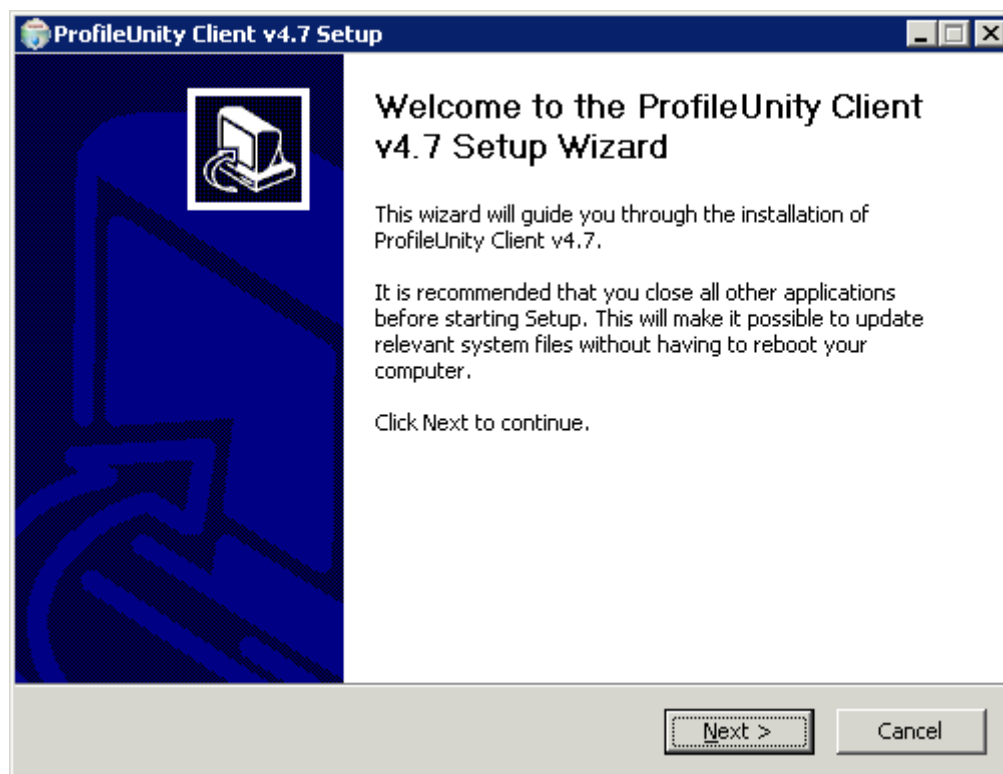 ProfileUnity Client v4.7 Setup
Welcome to the ProfileUnity Client
v4.7 Setup Wizard
This wizard will guide you through the installation of
ProfileUnity Client v4.7.
It is recommended that you close all other applications
before starting Setup. This will make it possible to update
relevant system files without having to reboot your
computer.
Click Next to continue.
Next >
Cancel